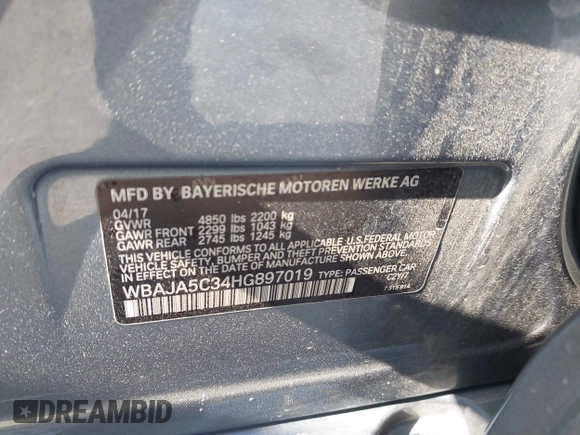 MFD BY BAYERISCHE MOTOREN WERKE AG
04/17
GVWR 4850 lbs 2200 kg
GAWR FRONT 2299 lbs 1043 kg
GAWR REAR 2745 lbs 1245 kg
THIS VEHICLE CONFORMS TO ALL APPLICABLE U.S. FEDERAL MOTOR
VEHICLE SAFETY, BUMPER AND THEFT PREVENTION STANDARDS
IN EFFECT ON THE DATE OF MANUFACTURE SHOWN ABOVE.
WBAJA5C34HG897019 TYPE: PASSENGER CAR
DREAMBID